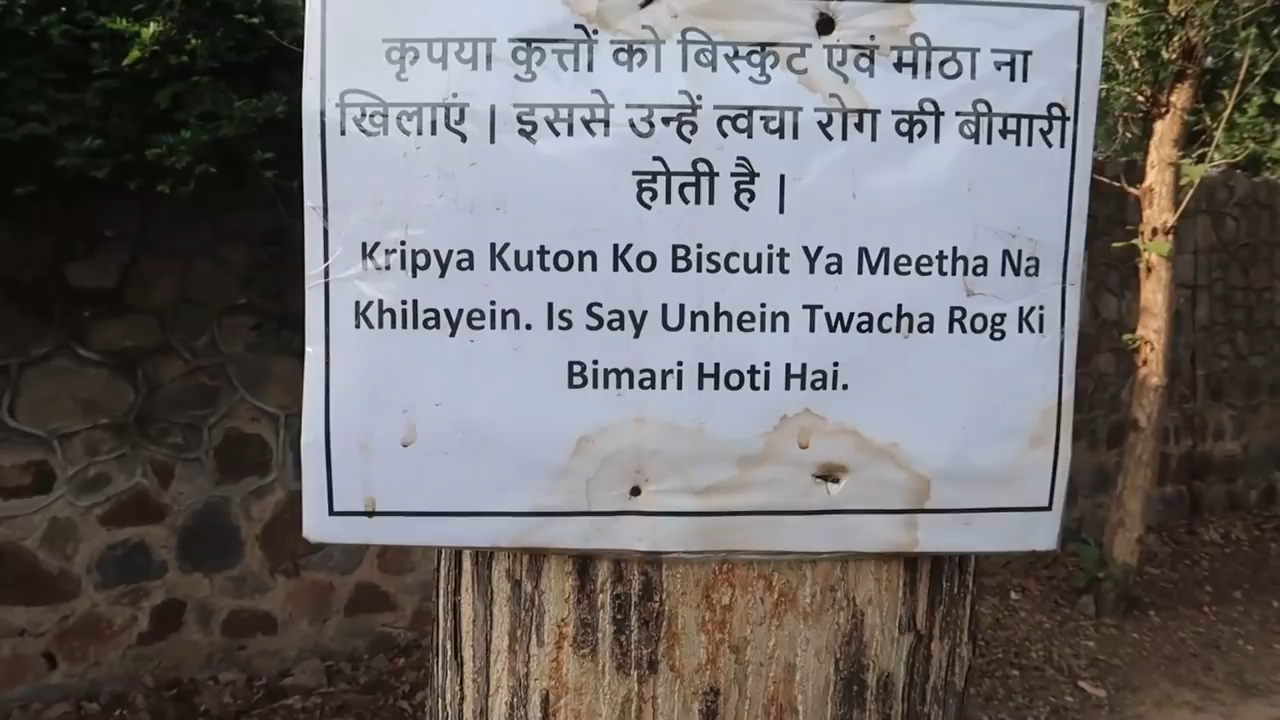 कृपया कुत्तों को बिस्कुट एंवं मीठा ना
खिलाएं | इससे उन्हें त्वचा रोग की बीमारी
होती है |
Kripya Kuton Ko Biscuit Ya Meetha Na
Khilayein. Is Say Unhein Twacha Rog Ki
Bimari Hoti Hai.